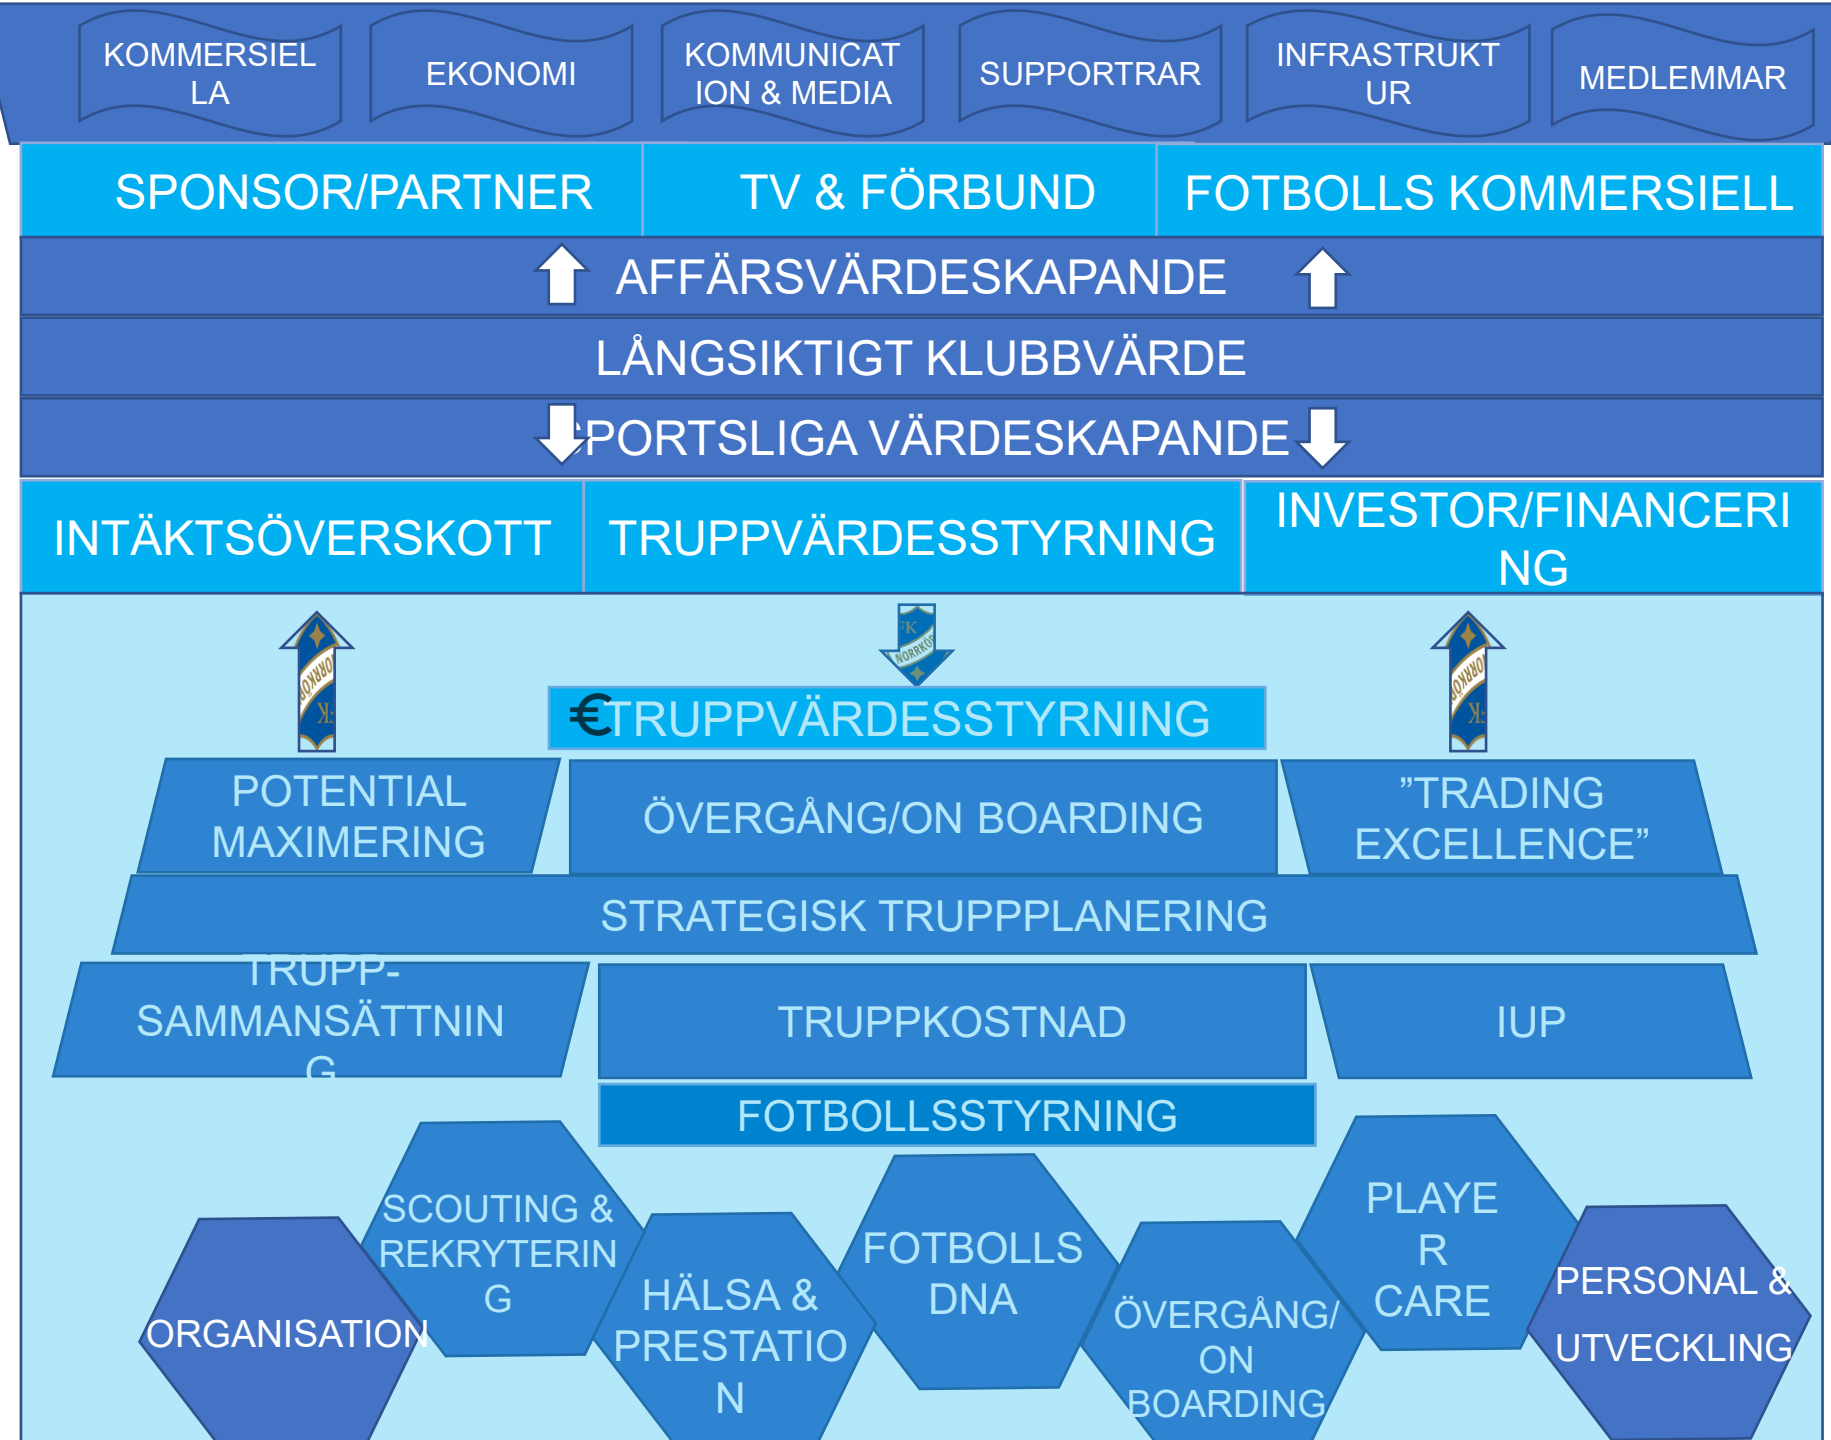 KOMMERSIEL
LA
EKONOMI
KOMMUNICAT
ION & MEDIA
SUPPORTRAR
INFRASTRUKT
UR
MEDLEMMAR
SPONSOR/PARTNER
TV & FÖRBUND
FOTBOLLS KOMMERSIELL
AFFÄRSVÄRDESKAPANDE
LÅNGSIKTIGT KLUBBVÄRDE
SPORTSLIGA VÄRDESKAPANDE
INTÄKTSÖVERSKOTT
TRUPPVÄRDESSTYRNING
INVESTOR/FINANCERI
NG
€TRUPPVÄRDESSTYRNING
POTENTIAL
MAXIMERING
ÖVERGÅNG/ON BOARDING
”TRADING
EXCELLENCE”
STRATEGISK TRUPPPLANERING
TRUPP-
SAMMANSÄTTNIN
G
TRUPPKOSTNAD
IUP
FOTBOLLSSTYRNING
ORGANISATION
SCOUTING &
REKRYTERIN
G
HÄLSA &
PRESTATIO
N
FOTBOLLS
DNA
ÖVERGÅNG/
ON
BOARDING
PLAYE
R
CARE
PERSONAL &
UTVECKLING